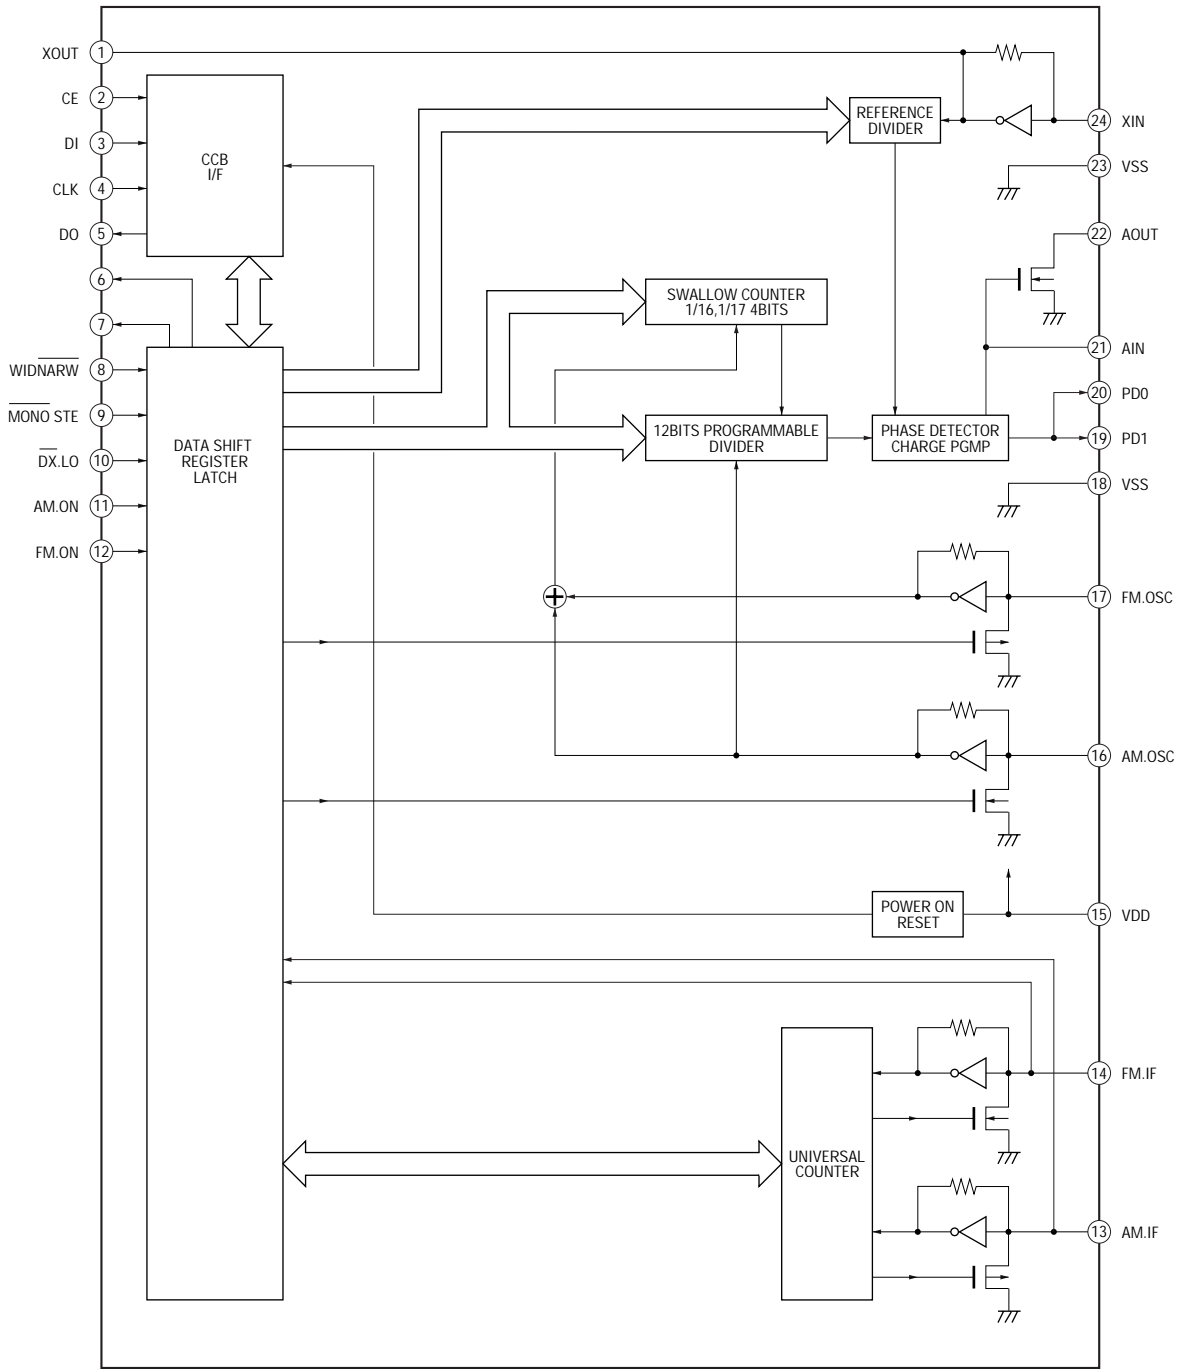 XOUT 1
CE 2
DI 3
CLK 4
DO 5
6
7
WIDNARW 8
MONO STE 9
DX.LO 10
AM.ON 11
FM.ON 12
CCB
I/F
DATA SHIFT
REGISTER
LATCH
REFERENCE
DIVIDER
SWALLOW COUNTER
1/16,1/17 4BITS
12BITS PROGRAMMABLE
DIVIDER
PHASE DETECTOR
CHARGE PGMP
POWER ON
RESET
UNIVERSAL
COUNTER
24 XIN
23 VSS
22 AOUT
21 AIN
20 PD0
19 PD1
18 VSS
17 FM.OSC
16 AM.OSC
15 VDD
14 FM.IF
13 AM.IF